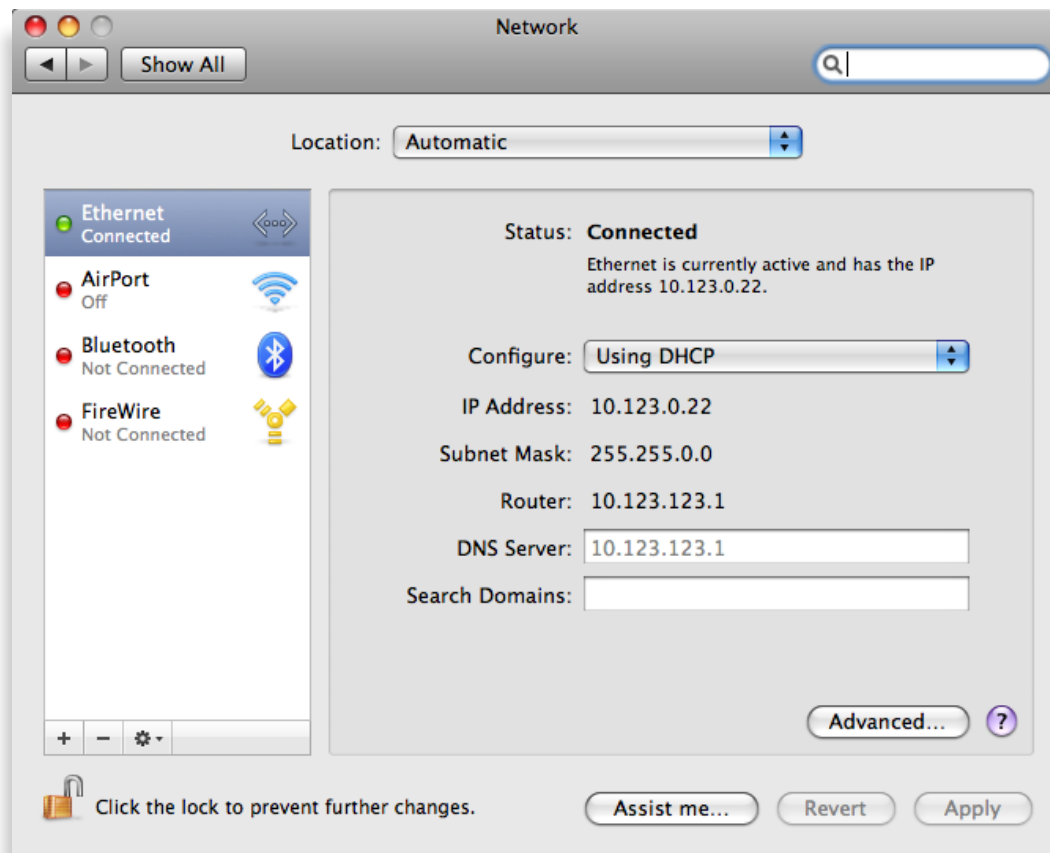 Network
Show All
Location: Automatic
Ethernet
Connected
AirPort
Off
Bluetooth
Not Connected
FireWire
Not Connected
Status: Connected
Ethernet is currently active and has the IP
address 10.123.0.22.
Configure: Using DHCP
IP Address: 10.123.0.22
Subnet Mask: 255.255.0.0
Router: 10.123.123.1
DNS Server: 10.123.123.1
Search Domains:
Advanced... ?
Click the lock to prevent further changes.
Assist me... Revert Apply